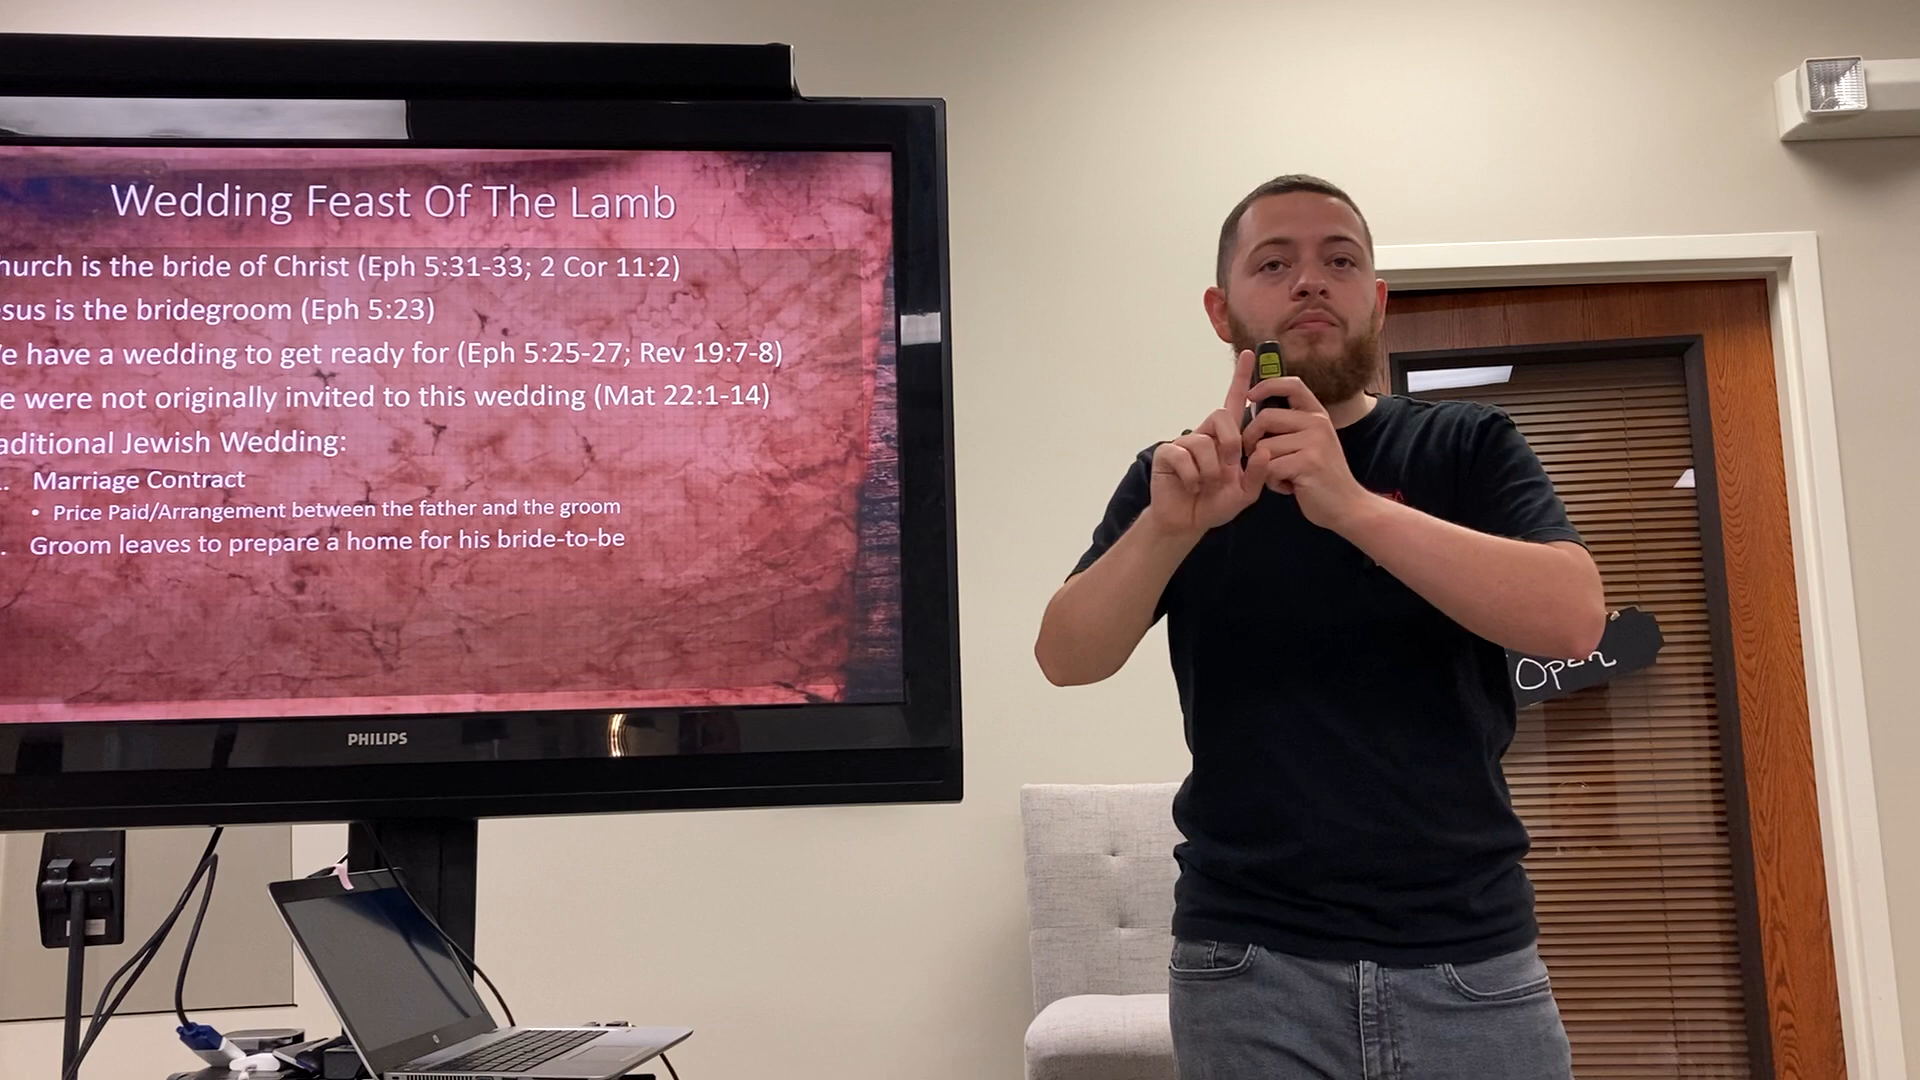 Wedding Feast Of The Lamb
hurch is the bride of Christ (Eph 5:31-33; 2 Cor 11:2)
esus is the bridegroom (Eph 5:23)
e have a wedding to get ready for (Eph 5:25-27; Rev 19:7-8)
e were not originally invited to this wedding (Mat 22:1-14)
aditional Jewish Wedding:
. Marriage Contract
• Price Paid/Arrangement between the father and the groom
. Groom leaves to prepare a home for his bride-to-be
PHILIPS
Open